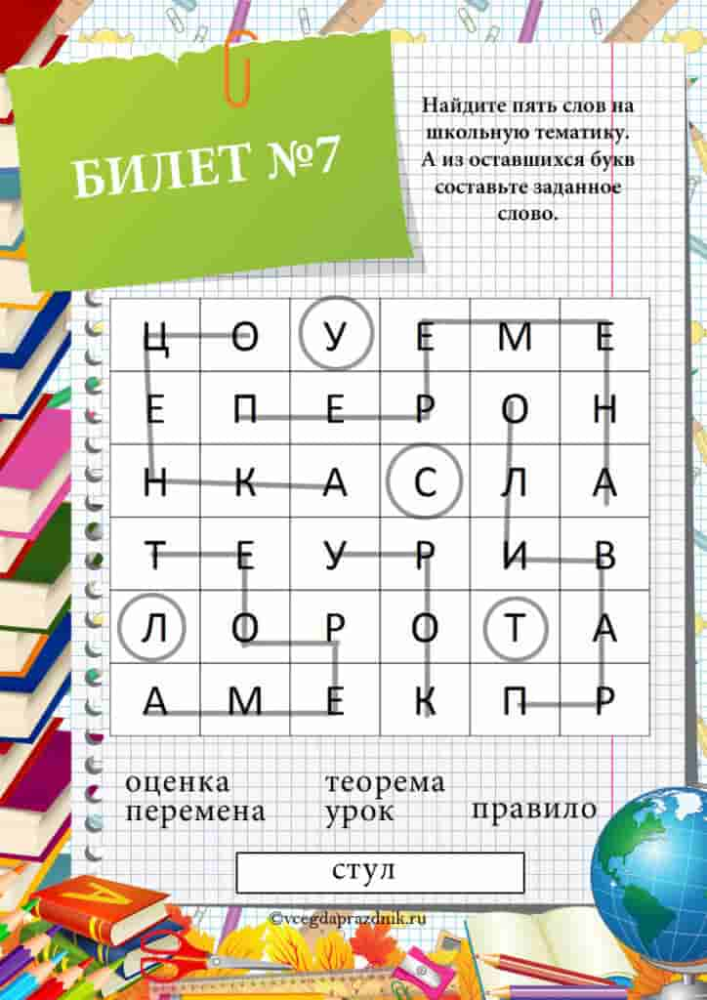 БИЛЕТ №7
Найдите пять слов на
школьную тематику.
А из оставшихся букв
составьте заданное
слово.
Ц О У Е М Е
Е П Е Р О Н
Н К А С Л А
Т Е У Р И В
Л О Р О Т А
А М Е К П Р
оценка теорема
перемена урок правило
стул
©vcegdaprazdnik.ru